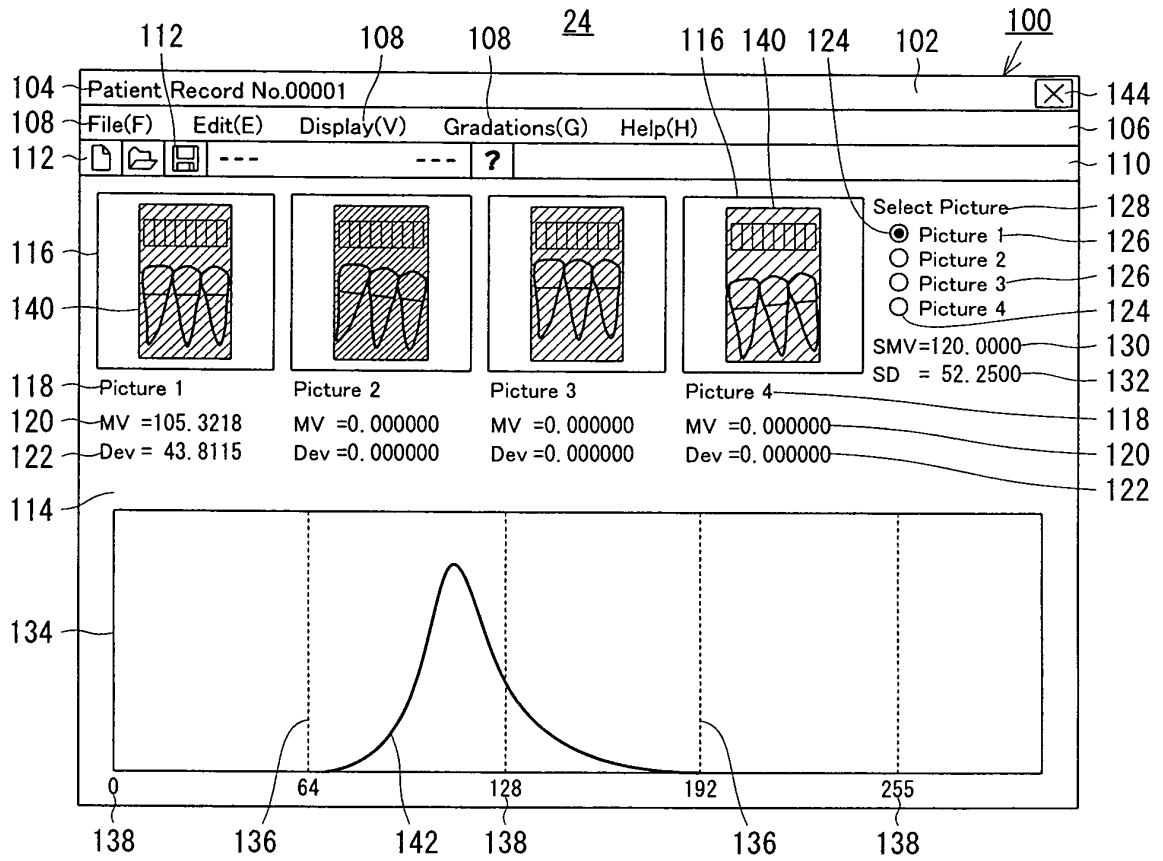 24
100
112
108
108
116
140
124
102
104
Patient Record No.00001
144
108
File(F) Edit(E) Display(V) Gradations(G) Help(H)
106
112
--- --- ?
110
Select Picture
128
116
Picture 1
126
Picture 2
Picture 3
126
140
Picture 4
124
SMV=120.0000
130
SD = 52.2500
132
118
Picture 1 Picture 2 Picture 3 Picture 4
118
120
MV =105.3218 MV =0.000000 MV =0.000000 MV =0.000000
120
122
Dev = 43.8115 Dev =0.000000 Dev =0.000000 Dev =0.000000
122
114
134
0 64 128 192 255
138 136 142 138 136 138